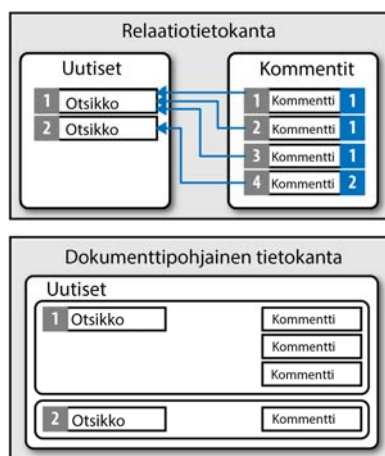 Relaatiotietokanta
Uutiset
1 Otsikko
2 Otsikko
Kommentit
1 Kommentti 1
2 Kommentti 1
3 Kommentti 1
4 Kommentti 2
Dokumenttipohjainen tietokanta
Uutiset
1 Otsikko
Kommentti
Kommentti
Kommentti
2 Otsikko
Kommentti